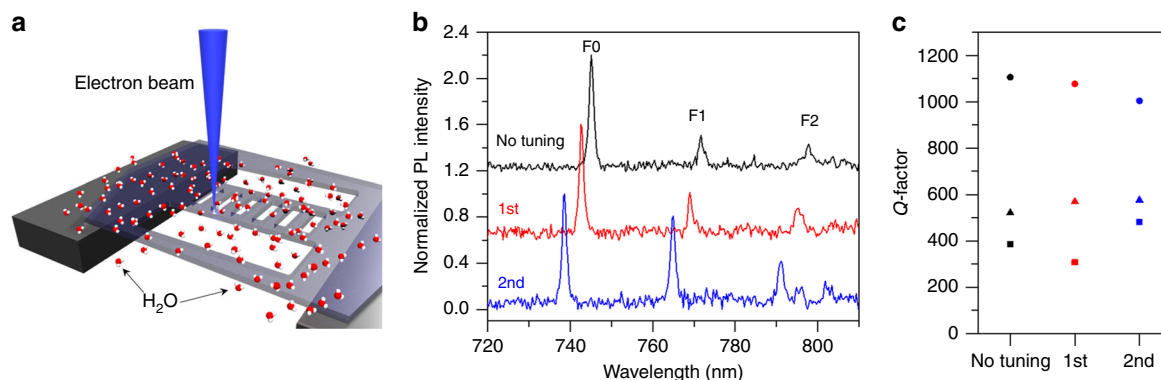 a
Electron beam
H₂O
b
Normalized PL intensity
2.4
2.0
1.6
1.2
0.8
0.4
0.0
F0
F1
F2
No tuning
1st
2nd
720
740
760
780
800
Wavelength (nm)
c
Q-factor
1200
1000
800
600
400
200
0
No tuning
1st
2nd